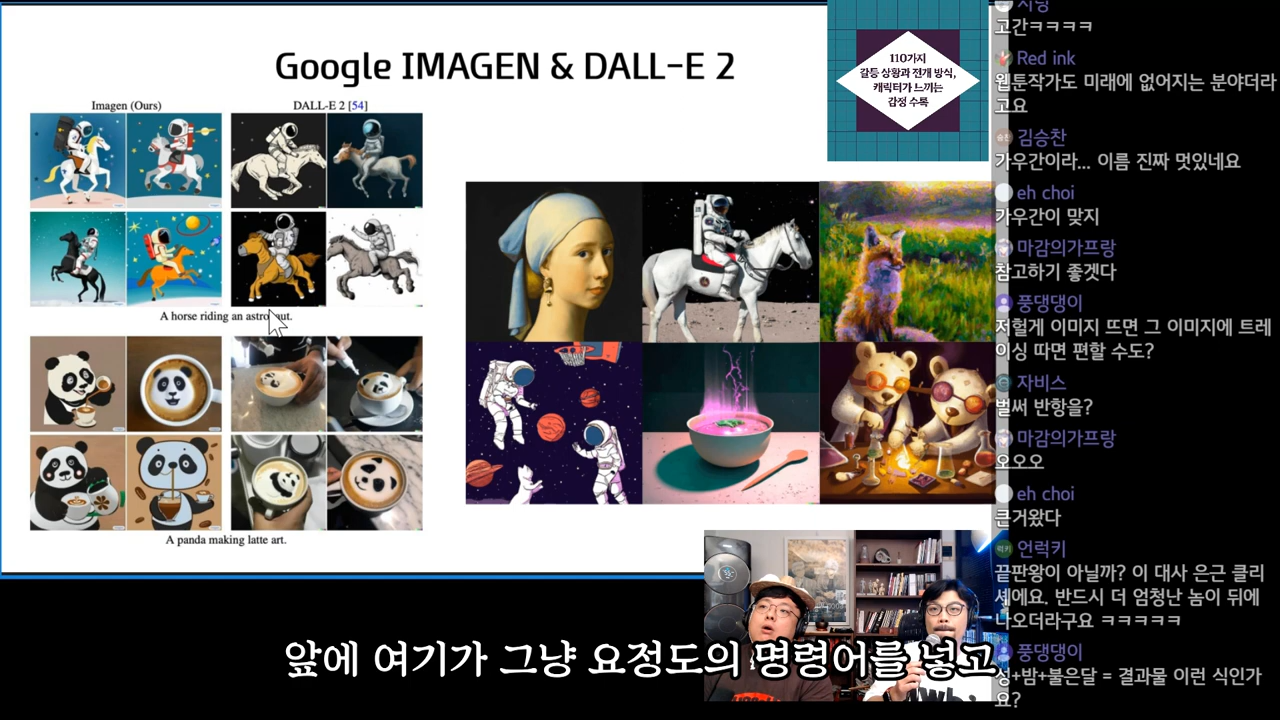 Google IMAGEN & DALL-E 2
Imagen (Ours)
DALL-E 2 [54]
A horse riding an astronaut.
A panda making latte art.
110가지
갈등 상황과 전개 방식,
캐릭터가 느끼는
감정 수록
앞에 여기가 그냥 요정도의 명령어를 넣고
고간ㅋㅋㅋㅋ
Red ink
웹툰작가도 미래에 없어지는 분야더라
고요
김승찬
가우간이라... 이름 진짜 멋있네요
eh choi
가우간이 맞지
마감의가프랑
참고하기 좋겟다
풍댕댕이
저헐게 이미지 뜨면 그 이미지에 트레
이싱 따면 편할 수도?
자비스
벌써 반항을?
마감의가프랑
오오오
eh choi
큰거왔다
럭키 언럭키
끝판왕이 아닐까? 이 대사 은근 클리
셰에요. 반드시 더 엄청난 놈이 뒤에
나오더라구요 ㅋㅋㅋㅋㅋ
풍댕댕이
성+밤+불은달 = 결과물 이런 식인가
요?